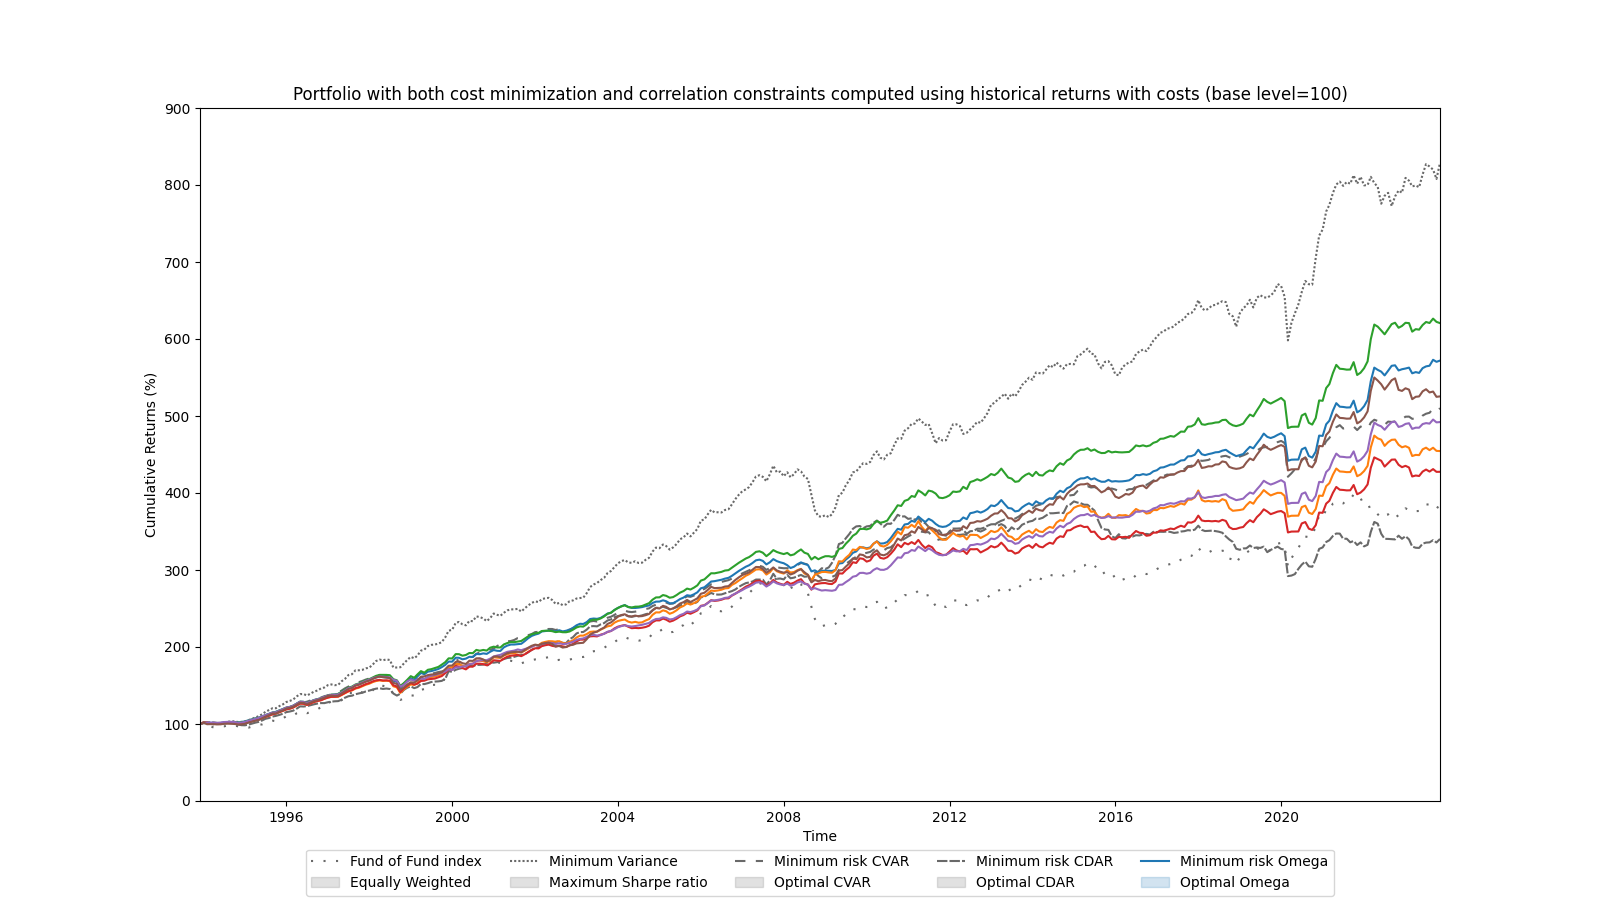 Portfolio with both cost minimization and correlation constraints computed using historical returns with costs (base level=100)
Cumulative Returns (%)
900
800
700
600
500
400
300
200
100
0
1996 2000 2004 2008 2012 2016 2020
Time
Fund of Fund index Minimum Variance Minimum risk CVAR Minimum risk CDAR Minimum risk Omega
Equally Weighted Maximum Sharpe ratio Optimal CVAR Optimal CDAR Optimal Omega